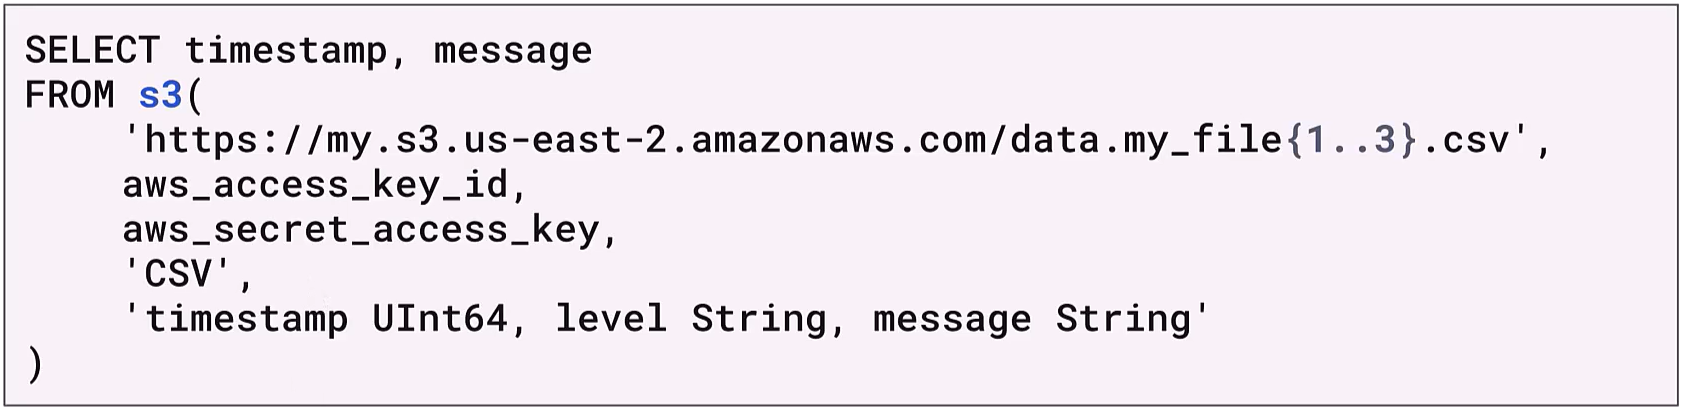 SELECT timestamp, message
FROM s3(
'https://my.s3.us-east-2.amazonaws.com/data.my_file{1..3}.csv',
aws_access_key_id,
aws_secret_access_key,
'CSV',
'timestamp UInt64, level String, message String'
)